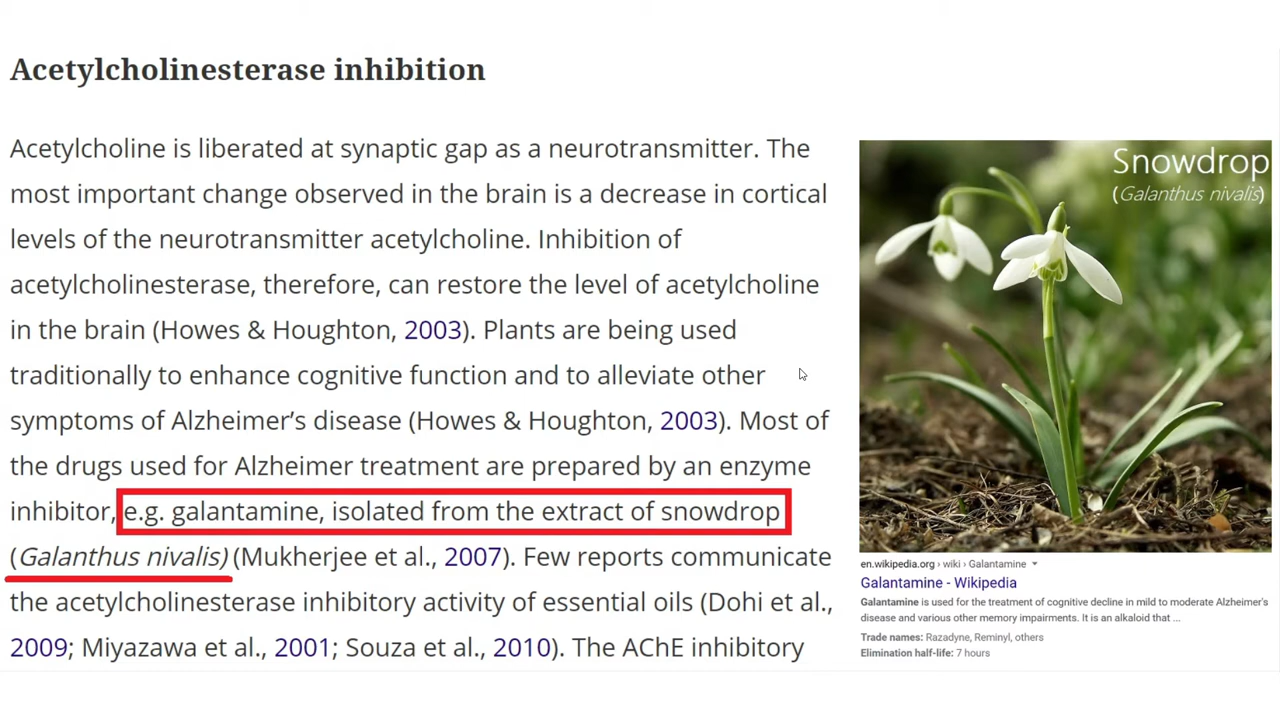 Acetylcholinesterase inhibition
Acetylcholine is liberated at synaptic gap as a neurotransmitter. The
most important change observed in the brain is a decrease in cortical
levels of the neurotransmitter acetylcholine. Inhibition of
acetylcholinesterase, therefore, can restore the level of acetylcholine
in the brain (Howes & Houghton, 2003). Plants are being used
traditionally to enhance cognitive function and to alleviate other
symptoms of Alzheimer’s disease (Howes & Houghton, 2003). Most of
the drugs used for Alzheimer treatment are prepared by an enzyme
inhibitor, e.g. galantamine, isolated from the extract of snowdrop
(Galanthus nivalis) (Mukherjee et al., 2007). Few reports communicate
the acetylcholinesterase inhibitory activity of essential oils (Dohi et al.,
2009; Miyazawa et al., 2001; Souza et al., 2010). The AChE inhibitory
Snowdrop
(Galanthus nivalis)
en.wikipedia.org › wiki › Galantamine
Galantamine - Wikipedia
Galantamine is used for the treatment of cognitive decline in mild to moderate Alzheimer's
disease and various other memory impairments. It is an alkaloid that ...
Trade names: Razadyne, Reminyl, others
Elimination half-life: 7 hours